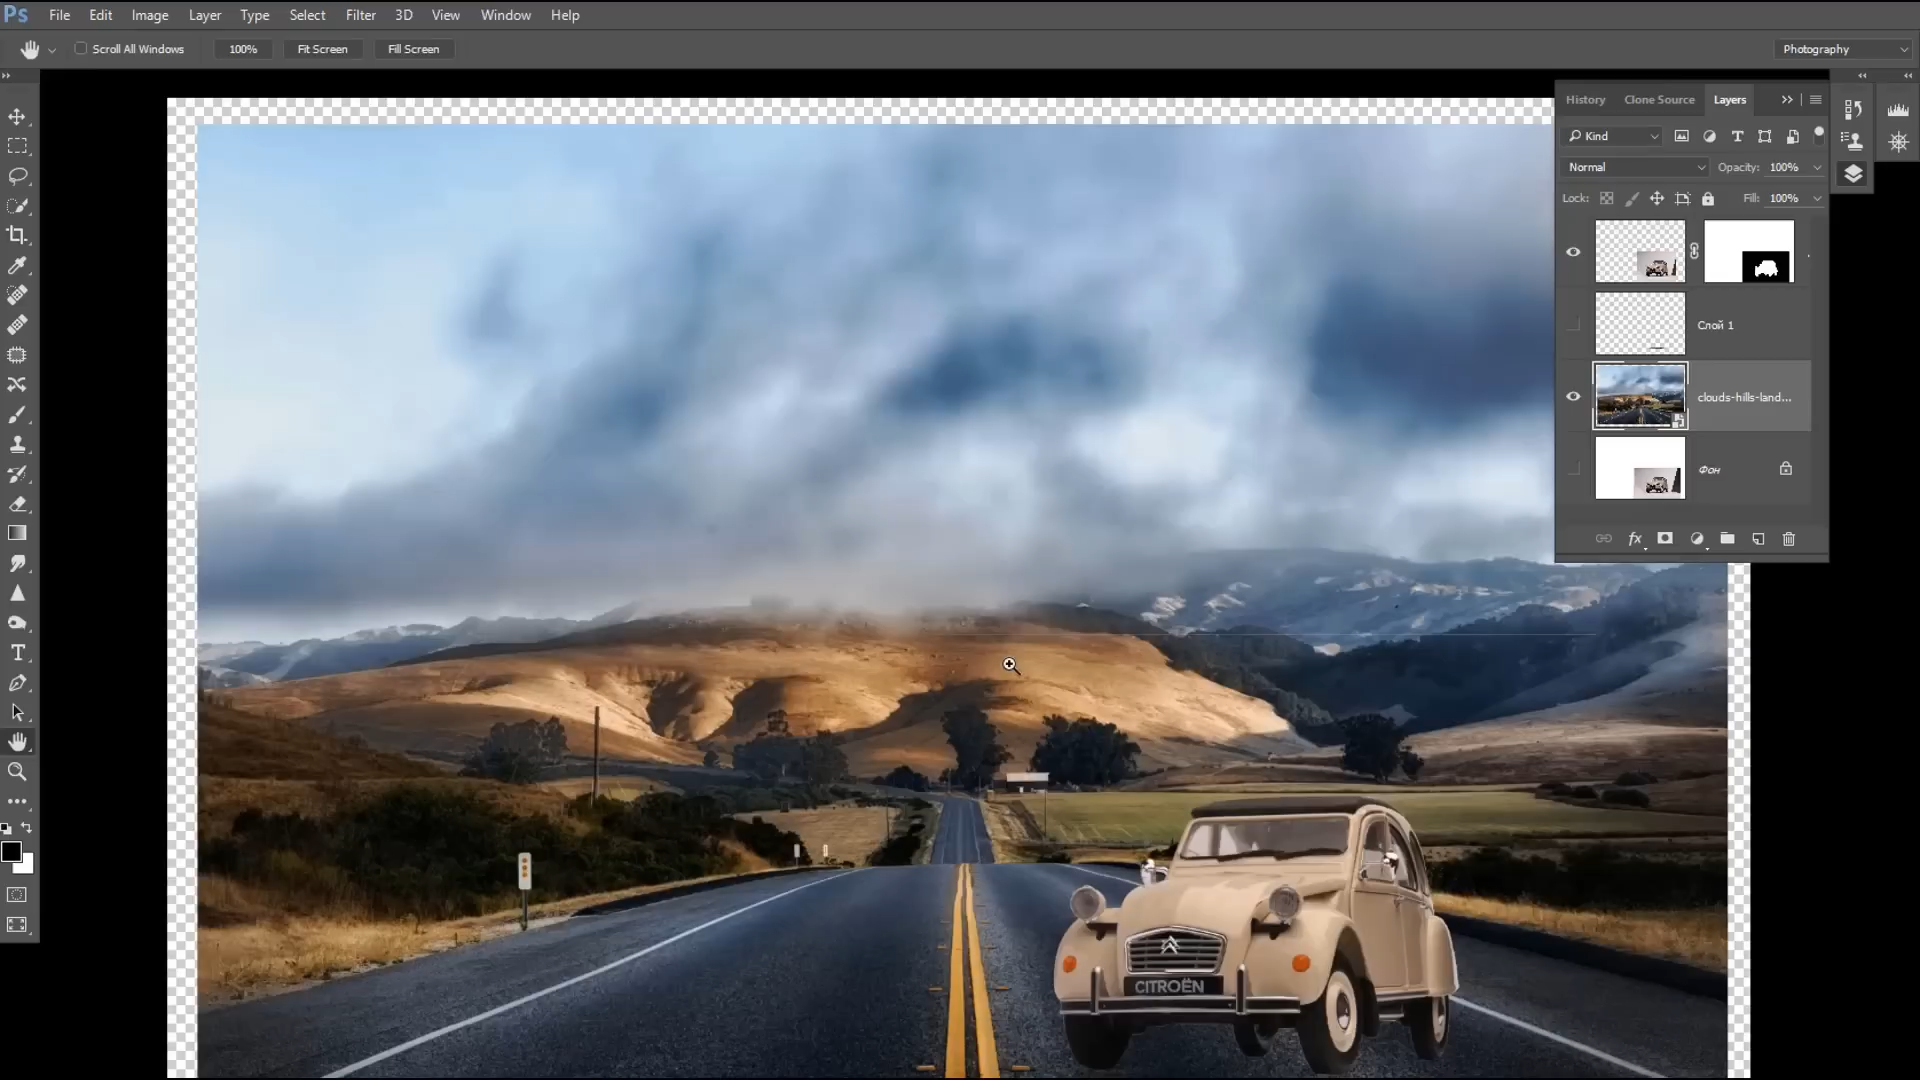 Ps File Edit Image Layer Type Select Filter 3D View Window Help
Scroll All Windows 100% Fit Screen Fill Screen Photography
History Clone Source Layers
Kind T
Normal Opacity: 100%
Lock: Fill: 100%
Слой 1
clouds-hills-land...
Фон
fx
T
CITROËN